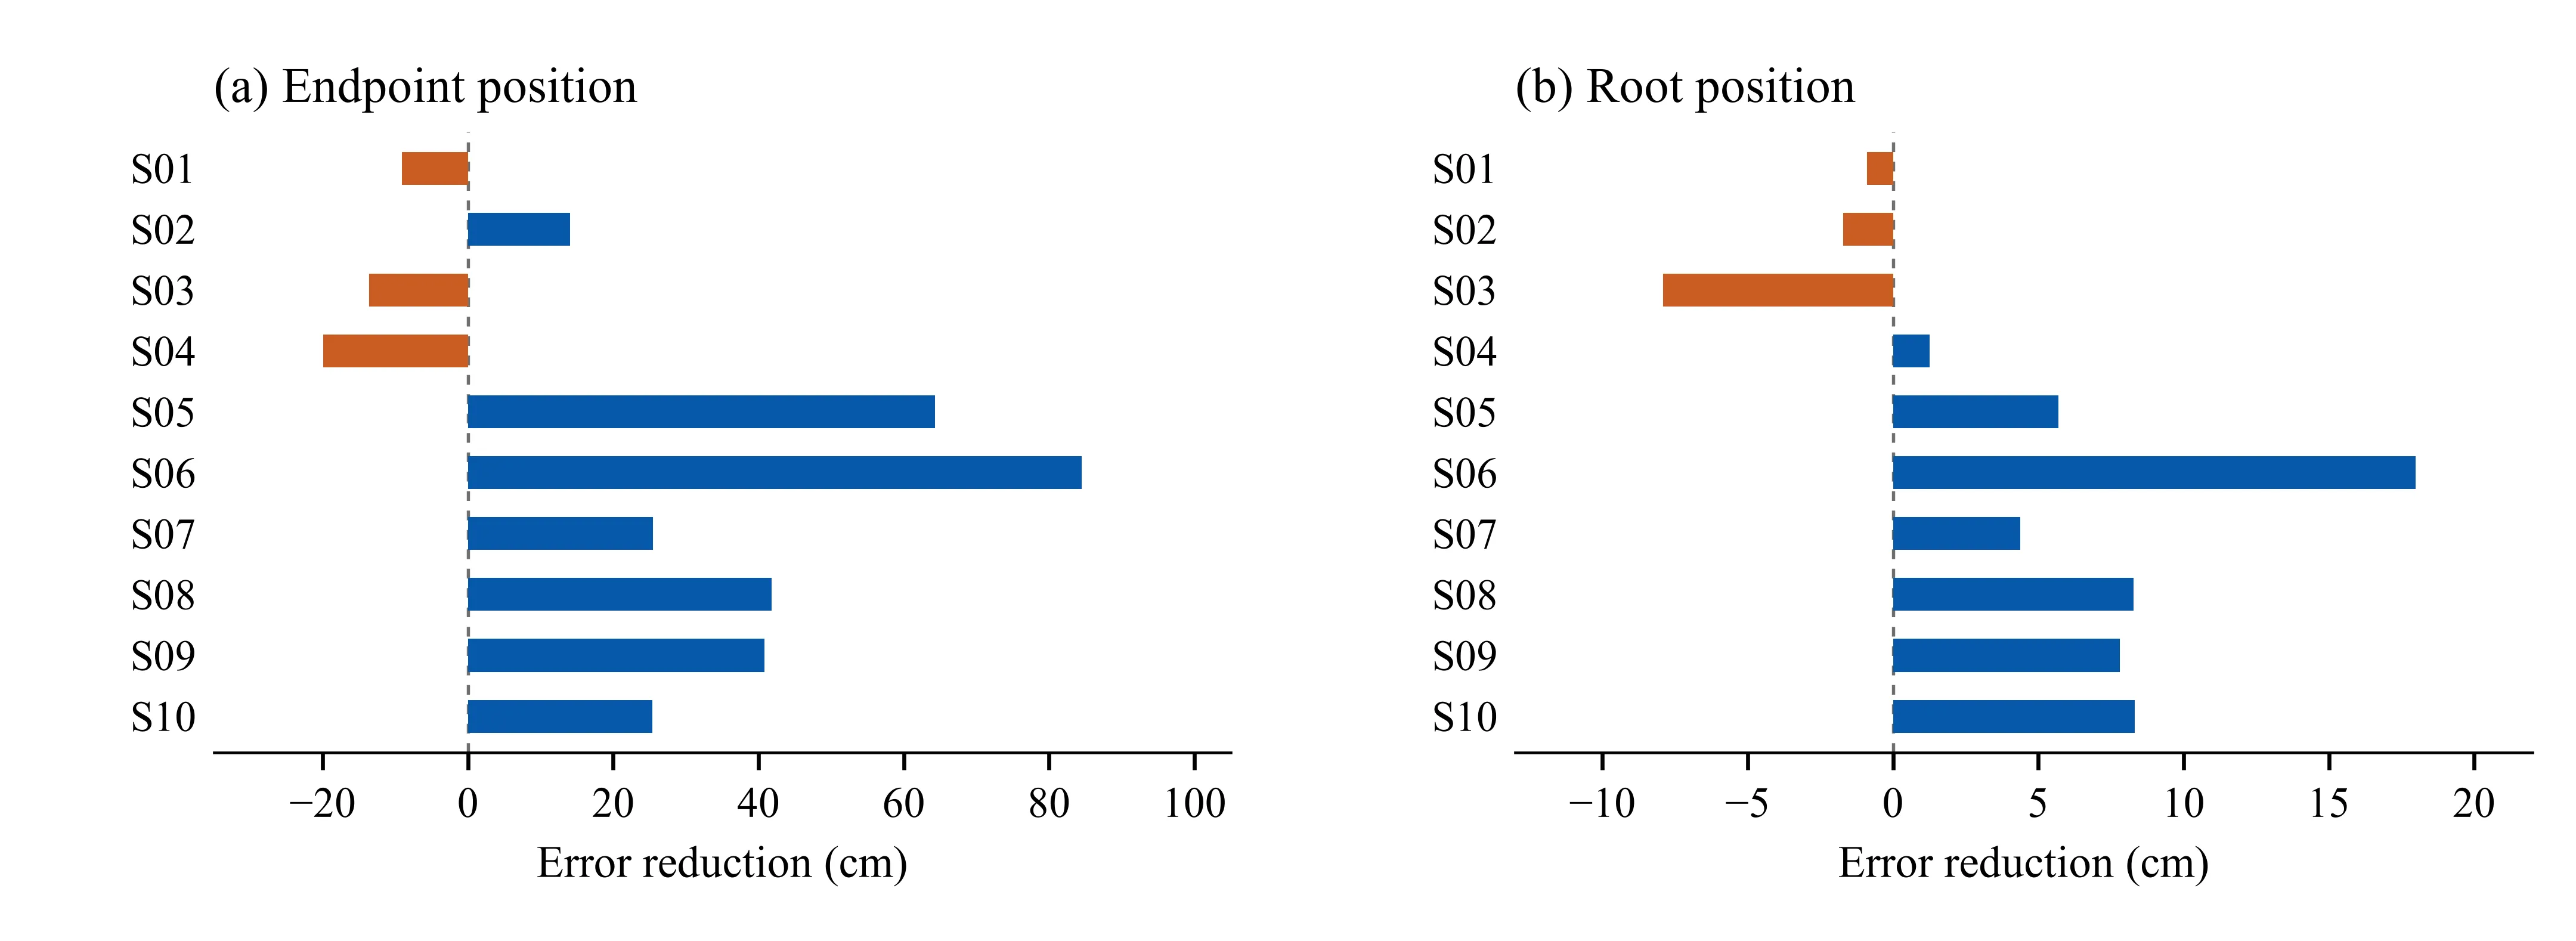 (a) Endpoint position
S01
S02
S03
S04
S05
S06
S07
S08
S09
S10
−20 0 20 40 60 80 100
Error reduction (cm)
(b) Root position
S01
S02
S03
S04
S05
S06
S07
S08
S09
S10
−10 −5 0 5 10 15 20
Error reduction (cm)